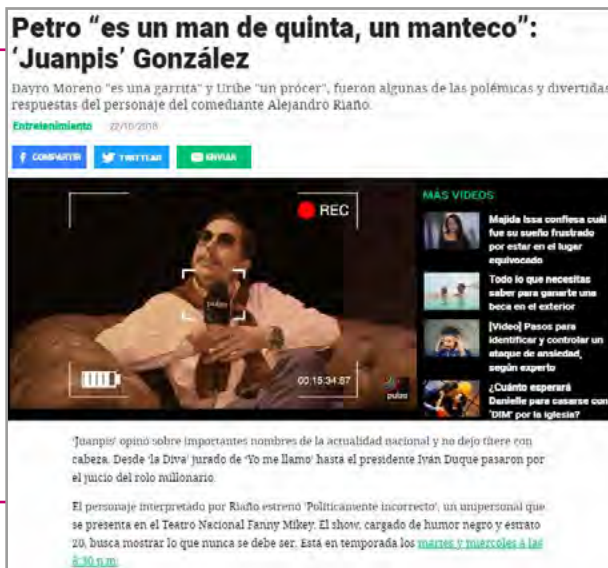 Petro “es un man de quinta, un manteco”:
‘Juanpis’ González
Dayro Moreno "es una garrita" y Uribe "un prócer", fueron algunas de las polémicas y divertidas
respuestas del personaje del comediante Alejandro Riaño.
Entretenimiento 22/10/2018
COMPARTIR TWITTEAR ENVIAR
MÁS VIDEOS
REC
Majida Issa confiesa cuál
fue su sueño frustrado
por estar en el lugar
equivocado
Todo lo que necesitas
saber para ganarte una
beca en el exterior
pulzo
[Video] Pasos para
identificar y controlar un
ataque de ansiedad,
según experto
00:15:34:87
pulzo
¿Cuánto esperará
Danielle para casarse con
'DIM' por la iglesia?
'Juanpis' opinó sobre importantes nombres de la actualidad nacional y no dejó títere con
cabeza. Desde 'la Diva' jurado de 'Yo me llamo' hasta el presidente Iván Duque pasaron por
el juicio del rolo millonario.
El personaje interpretado por Riaño estrenó 'Políticamente incorrecto', un unipersonal que
se presenta en el Teatro Nacional Fanny Mikey. El show, cargado de humor negro y estrato
20, busca mostrar lo que nunca se debe ser. Está en temporada los martes y miércoles a las
8:30 p.m.